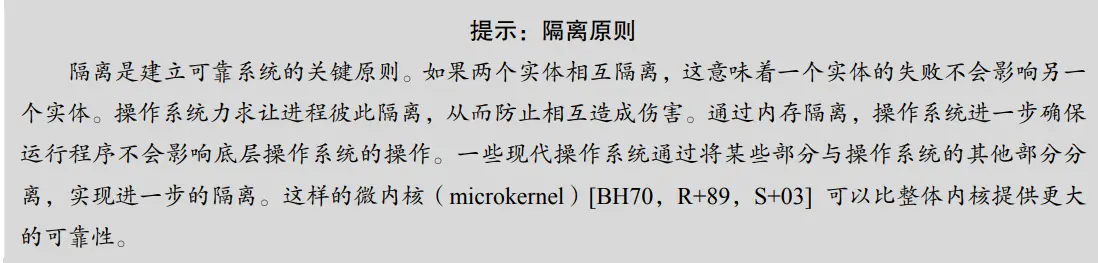 提示：隔离原则
隔离是建立可靠系统的关键原则。如果两个实体相互隔离，这意味着一个实体的失败不会影响另一
个实体。操作系统力求让进程彼此隔离，从而防止相互造成伤害。通过内存隔离，操作系统进一步确保
运行程序不会影响底层操作系统的操作。一些现代操作系统通过将某些部分与操作系统的其他部分分
离，实现进一步的隔离。这样的微内核（microkernel）[BH70，R+89，S+03] 可以比整体内核提供更大
的可靠性。